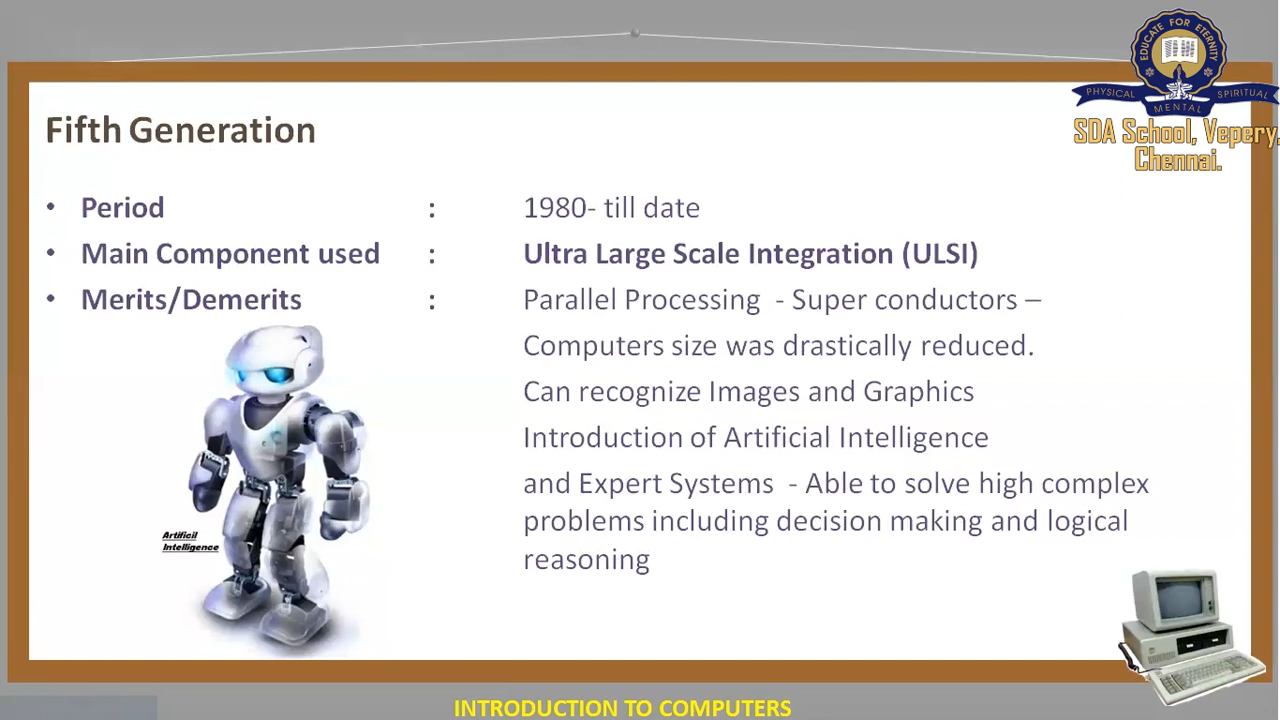 EDUCATE FOR ETERNITY
PHYSICAL MENTAL SPIRITUAL
SDA School, Vepery.
Chennai.
Fifth Generation
• Period : 1980- till date
• Main Component used : Ultra Large Scale Integration (ULSI)
• Merits/Demerits : Parallel Processing - Super conductors –
Computers size was drastically reduced.
Can recognize Images and Graphics
Introduction of Artificial Intelligence
and Expert Systems - Able to solve high complex
problems including decision making and logical
reasoning
Artificil
Intelligence
INTRODUCTION TO COMPUTERS